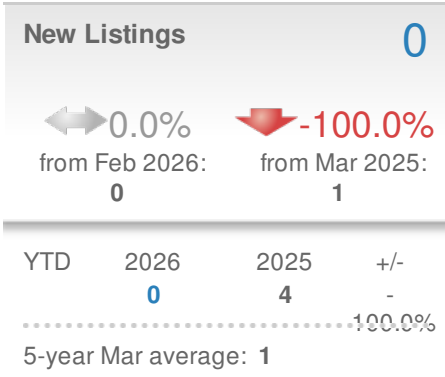 New Listings 0
0.0% -100.0%
from Feb 2026: from Mar 2025:
0 1
YTD 2026 2025 +/-
0 4 -
100.0%
5-year Mar average: 1